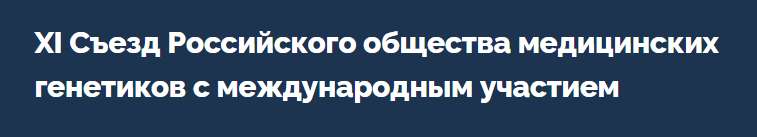 XI Съезд Российского общества медицинских
генетиков с международным участием